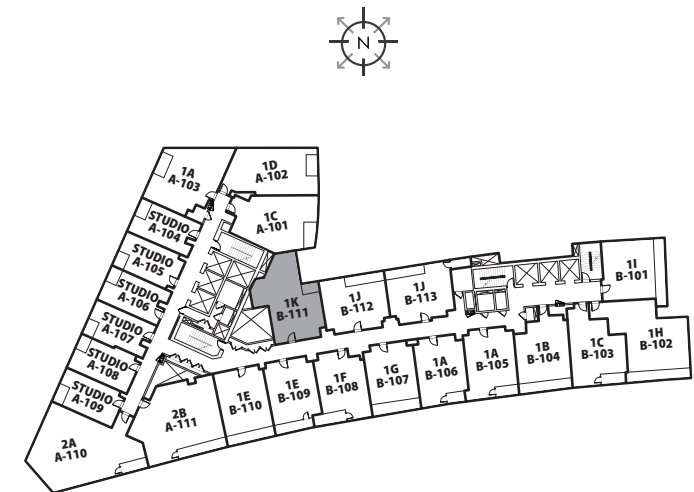 N
1D
A-102
1A
A-103
1C
A-101
STUDIO
A-104
STUDIO
A-105
STUDIO
A-106
STUDIO
A-107
STUDIO
A-108
STUDIO
A-109
2A
A-110
2B
A-111
1K
B-111
1J
B-112
1J
B-113
1I
B-101
1H
B-102
1C
B-103
1B
B-104
1A
B-105
1A
B-106
1G
B-107
1F
B-108
1E
B-109
1E
B-110